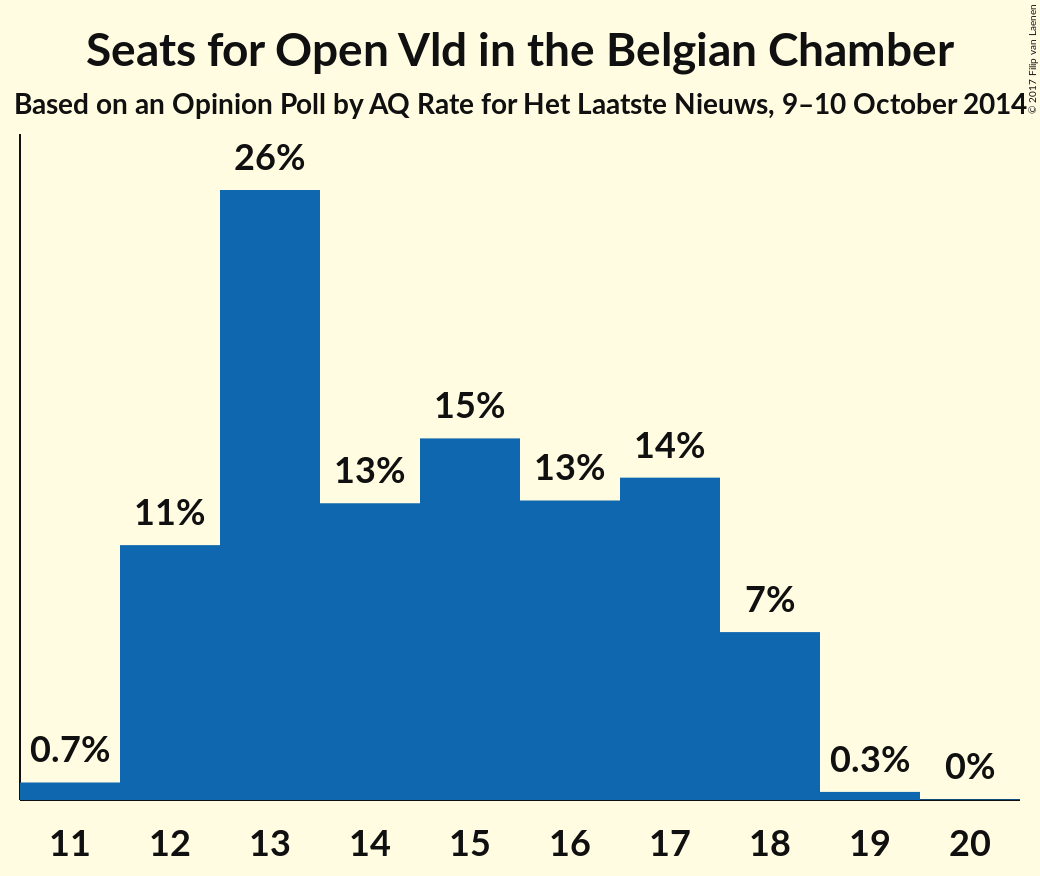 Seats for Open Vld in the Belgian Chamber
Based on an Opinion Poll by AQ Rate for Het Laatste Nieuws, 9–10 October 2014
© 2017 Filip van Laenen
26%
15%
14%
13%
13%
11%
7%
0.7%
0.3%
0%
11 12 13 14 15 16 17 18 19 20